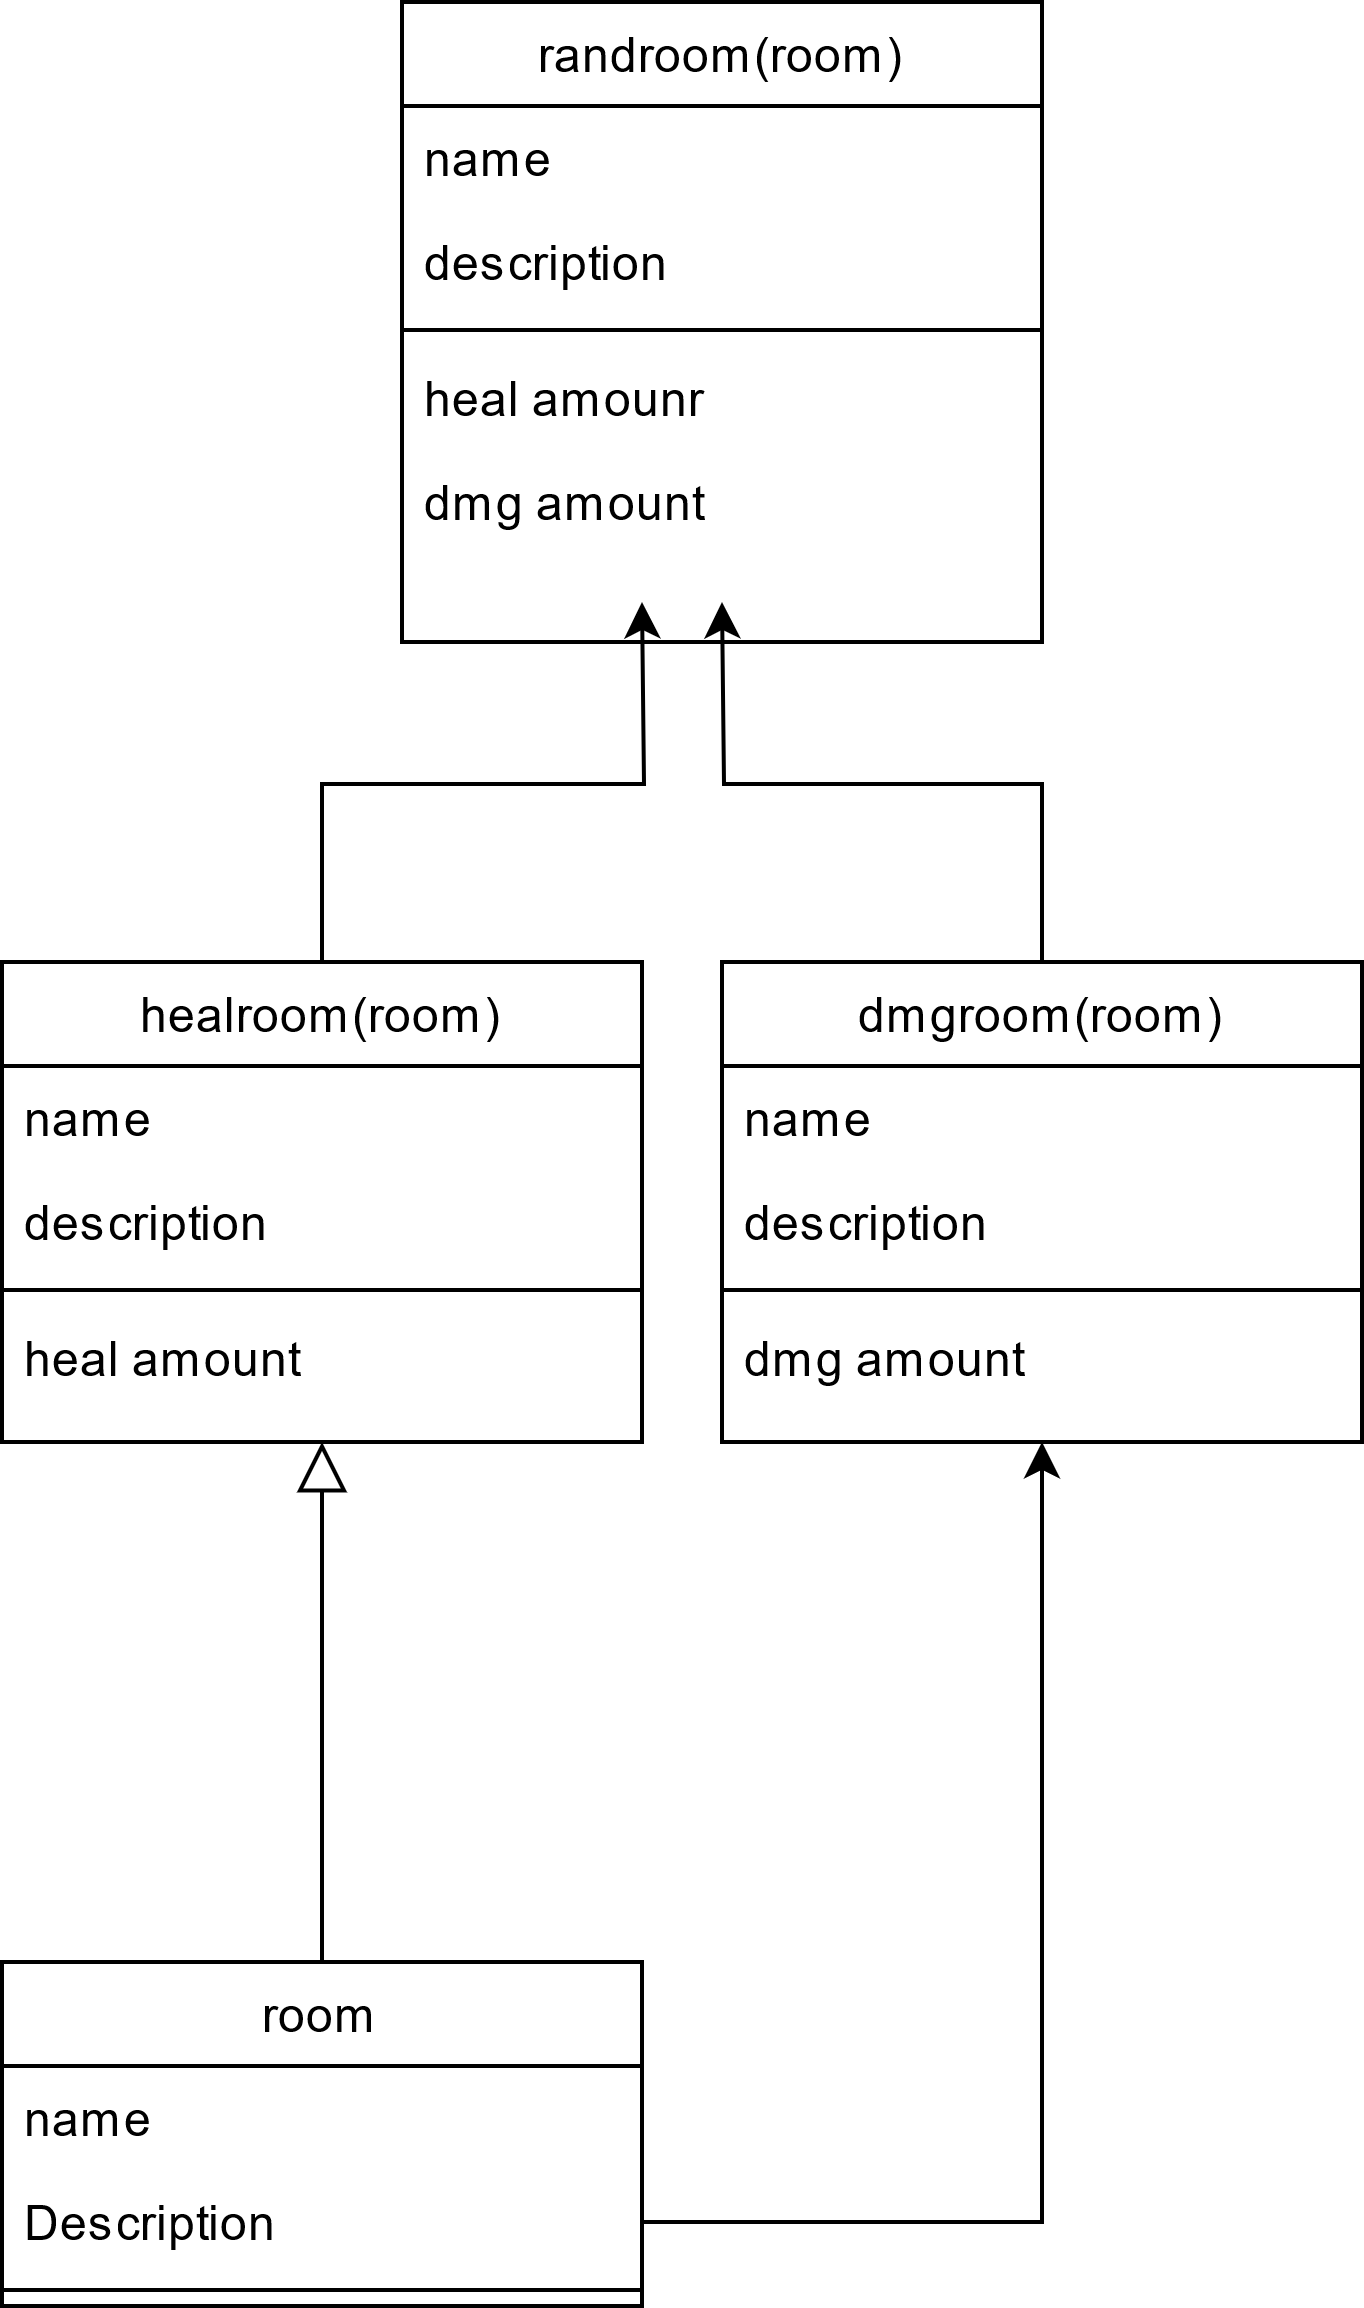 randroom(room)
name
description
heal amounr
dmg amount
healroom(room)
name
description
heal amount
dmgroom(room)
name
description
dmg amount
room
name
Description